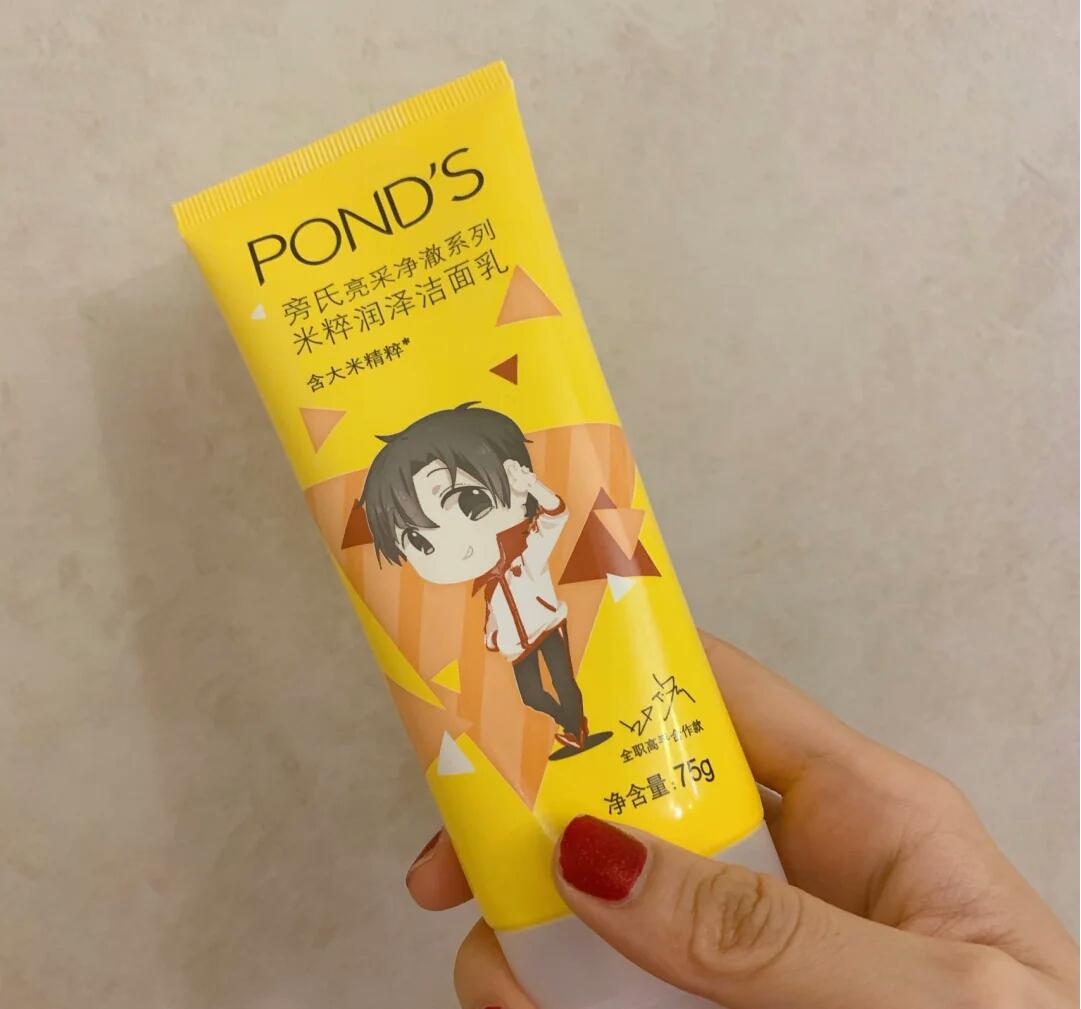 POND'S
旁氏亮采净澈系列
米粹润泽洁面乳
含大米精粹*
全职高手合作款
净含量:75g